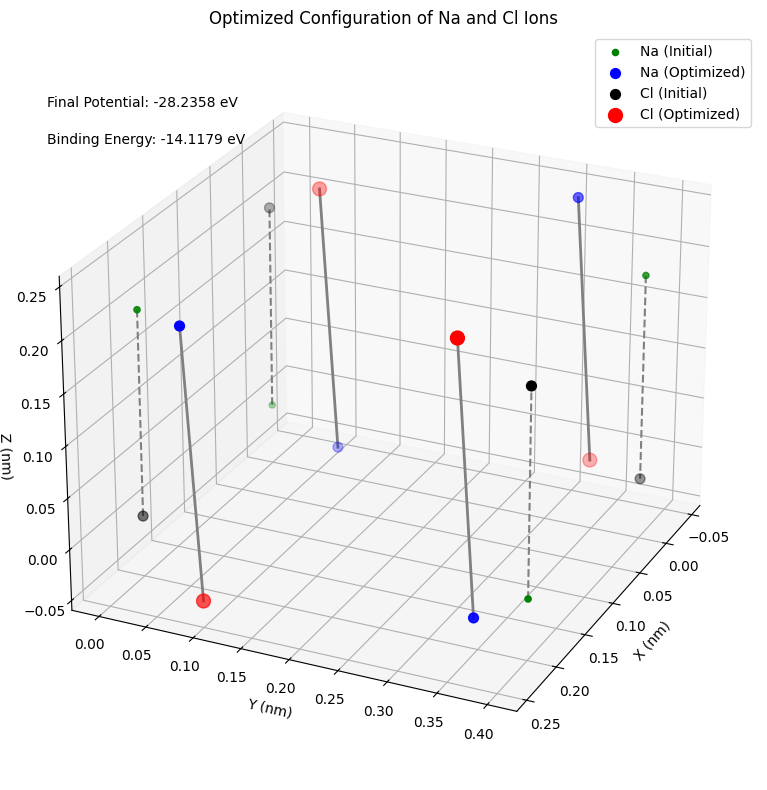 Optimized Configuration of Na and Cl Ions
Na (Initial)
Na (Optimized)
Cl (Initial)
Cl (Optimized)
Final Potential: -28.2358 eV
Binding Energy: -14.1179 eV
0.25
0.20
0.15
0.10
0.05
0.00
−0.05
Z (nm)
0.00
0.05
0.10
0.15
0.20
0.25
0.30
0.35
0.40
Y (nm)
−0.05
0.00
0.05
0.10
0.15
0.20
0.25
X (nm)